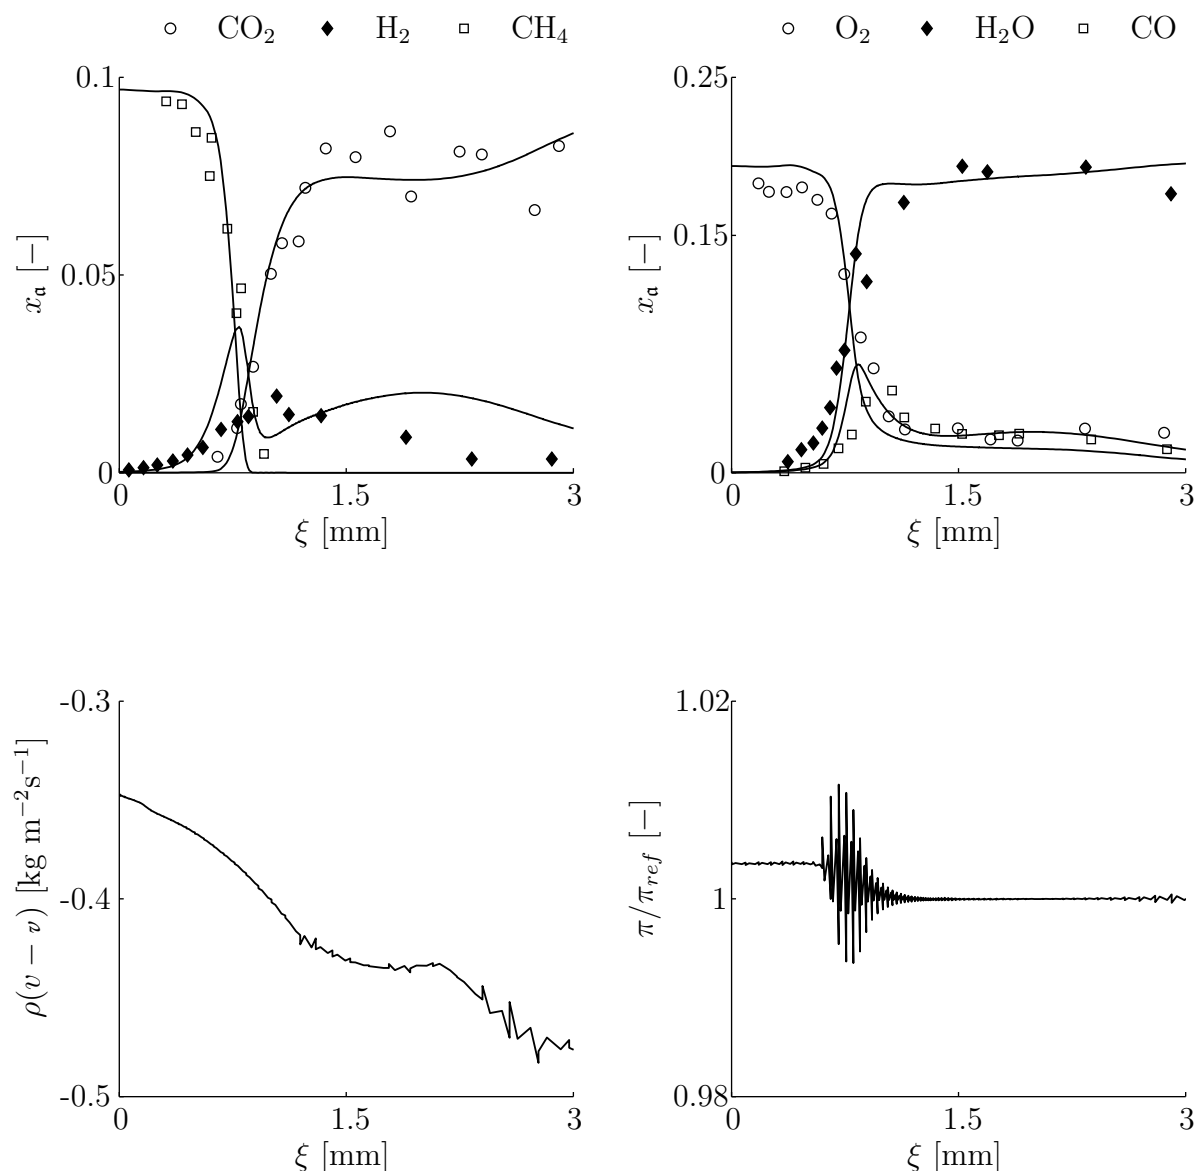 CO₂ H₂ CH₄
0.1
0.05
0
0 1.5 3
xₐ [−]
ξ [mm]
O₂ H₂O CO
0.25
0.15
0
0 1.5 3
xₐ [−]
ξ [mm]
-0.3
-0.4
-0.5
0 1.5 3
ρ(v − v) [kg m⁻²s⁻¹]
ξ [mm]
1.02
1
0.98
0 1.5 3
π/π_ref [−]
ξ [mm]